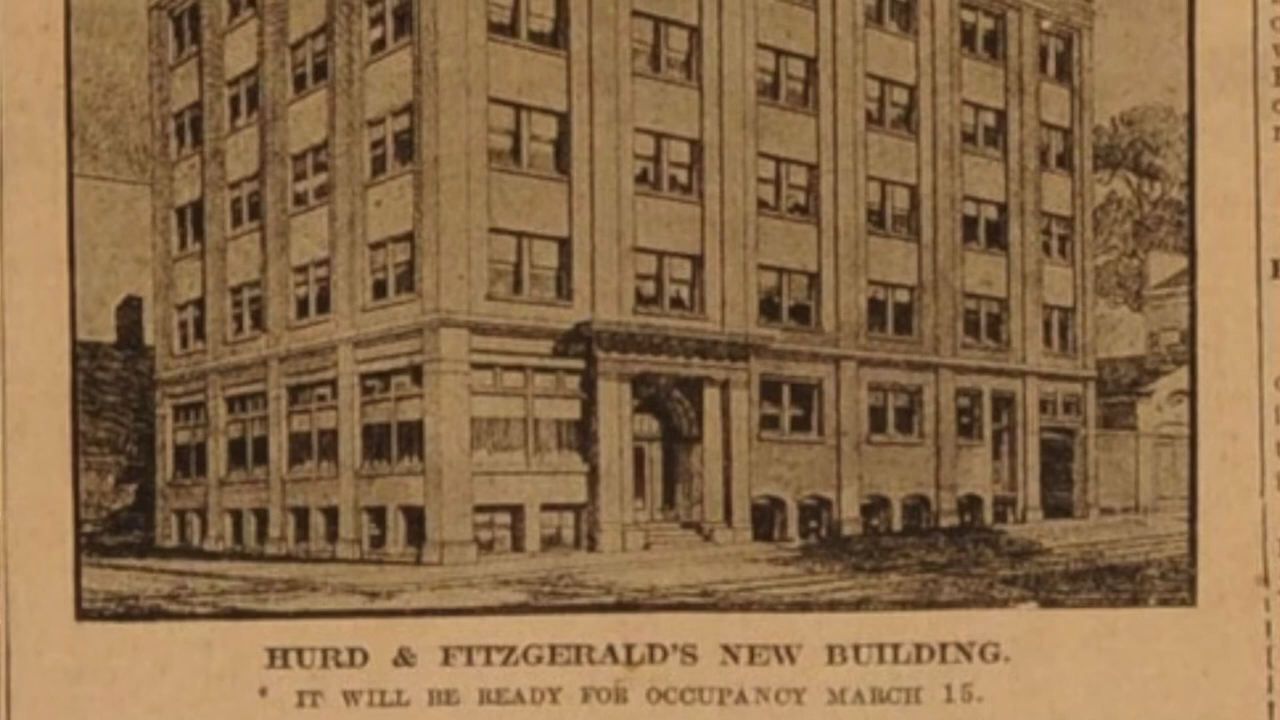 HURD & FITZGERALD'S NEW BUILDING.
IT WILL BE READY FOR OCCUPANCY MARCH 15.